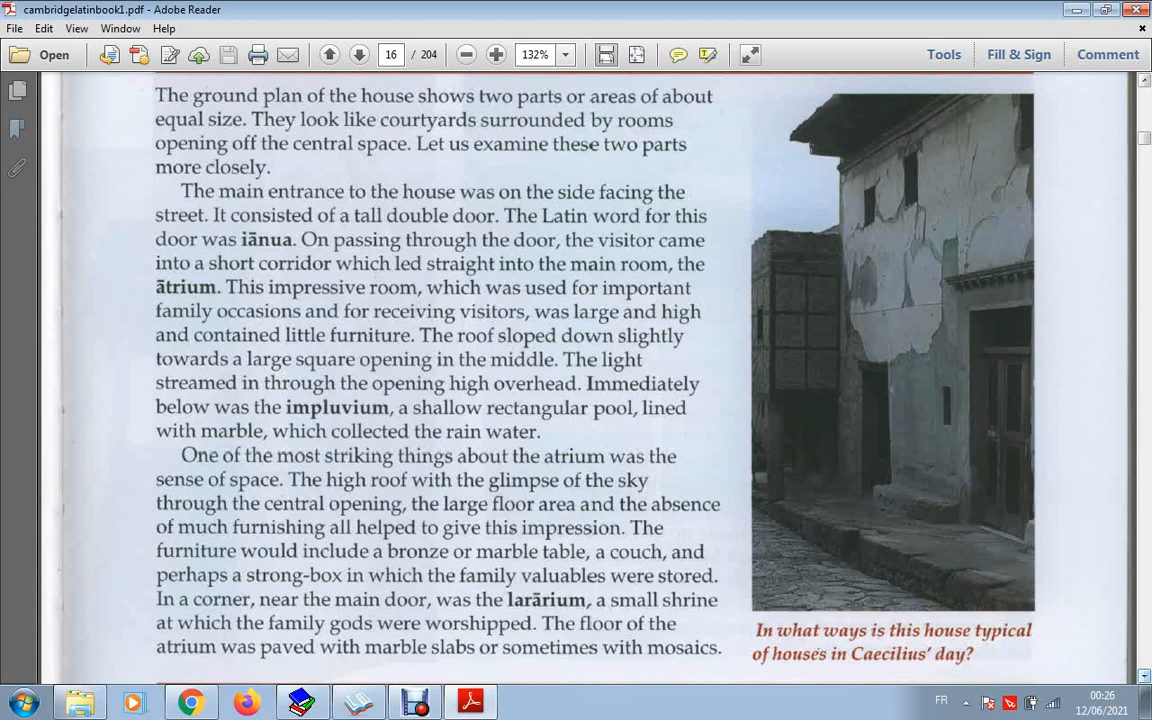 cambridgelatinbook1.pdf - Adobe Reader
File Edit View Window Help
Open 16 / 204 132% Tools Fill & Sign Comment
The ground plan of the house shows two parts or areas of about
equal size. They look like courtyards surrounded by rooms
opening off the central space. Let us examine these two parts
more closely.
The main entrance to the house was on the side facing the
street. It consisted of a tall double door. The Latin word for this
door was iānua. On passing through the door, the visitor came
into a short corridor which led straight into the main room, the
ātrium. This impressive room, which was used for important
family occasions and for receiving visitors, was large and high
and contained little furniture. The roof sloped down slightly
towards a large square opening in the middle. The light
streamed in through the opening high overhead. Immediately
below was the impluvium, a shallow rectangular pool, lined
with marble, which collected the rain water.
One of the most striking things about the atrium was the
sense of space. The high roof with the glimpse of the sky
through the central opening, the large floor area and the absence
of much furnishing all helped to give this impression. The
furniture would include a bronze or marble table, a couch, and
perhaps a strong-box in which the family valuables were stored.
In a corner, near the main door, was the larārium, a small shrine
at which the family gods were worshipped. The floor of the
atrium was paved with marble slabs or sometimes with mosaics.
In what ways is this house typical
of houses in Caecilius' day?
FR
00:26
12/06/2021